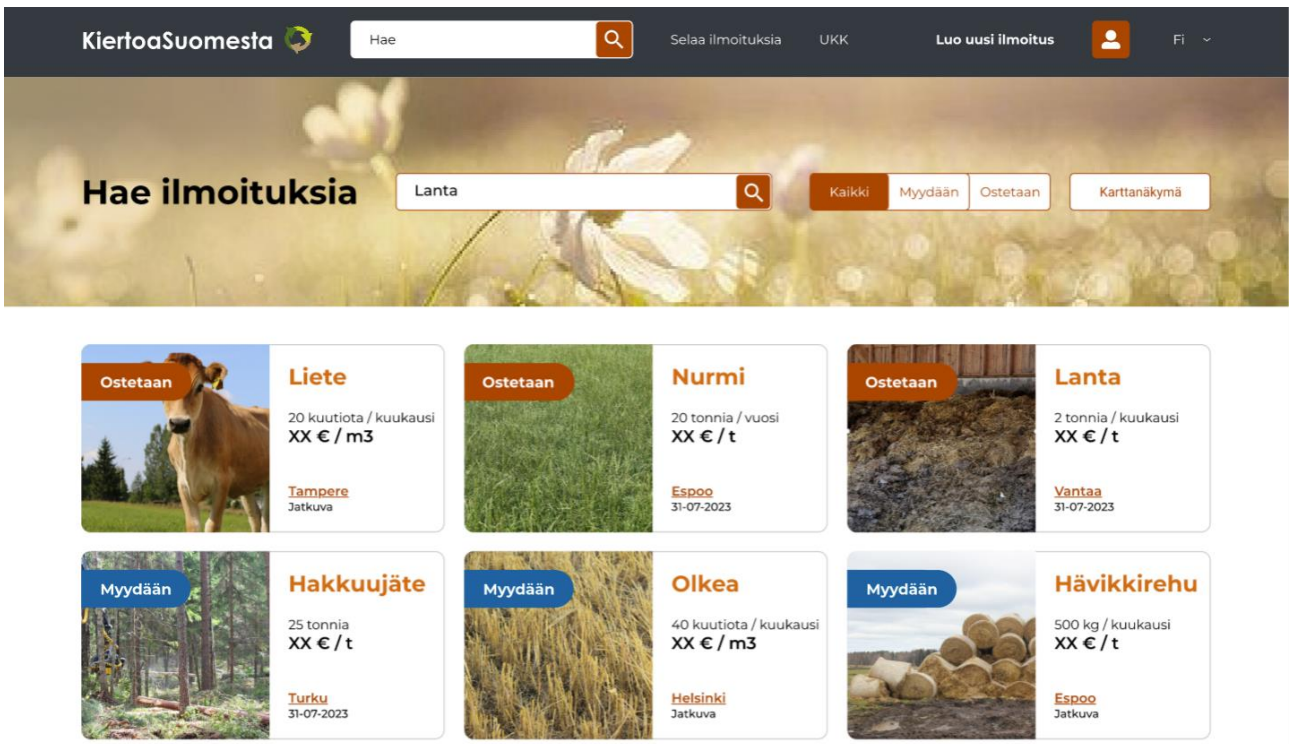 KiertoaSuomesta
Hae
Selaa ilmoituksia
UKK
Luo uusi ilmoitus
Fi
Hae ilmoituksia
Lanta
Kaikki
Myydään
Ostetaan
Karttanäkymä
Ostetaan
Liete
20 kuutiota / kuukausi
XX € / m3
Tampere
Jatkuva
Ostetaan
Nurmi
20 tonnia / vuosi
XX € / t
Espoo
31-07-2023
Ostetaan
Lanta
2 tonnia / kuukausi
XX € / t
Vantaa
31-07-2023
Myydään
Hakkuujäte
25 tonnia
XX € / t
Turku
31-07-2023
Myydään
Olkea
40 kuutiota / kuukausi
XX € / m3
Helsinki
Jatkuva
Myydään
Hävikkirehu
500 kg / kuukausi
XX € / t
Espoo
Jatkuva